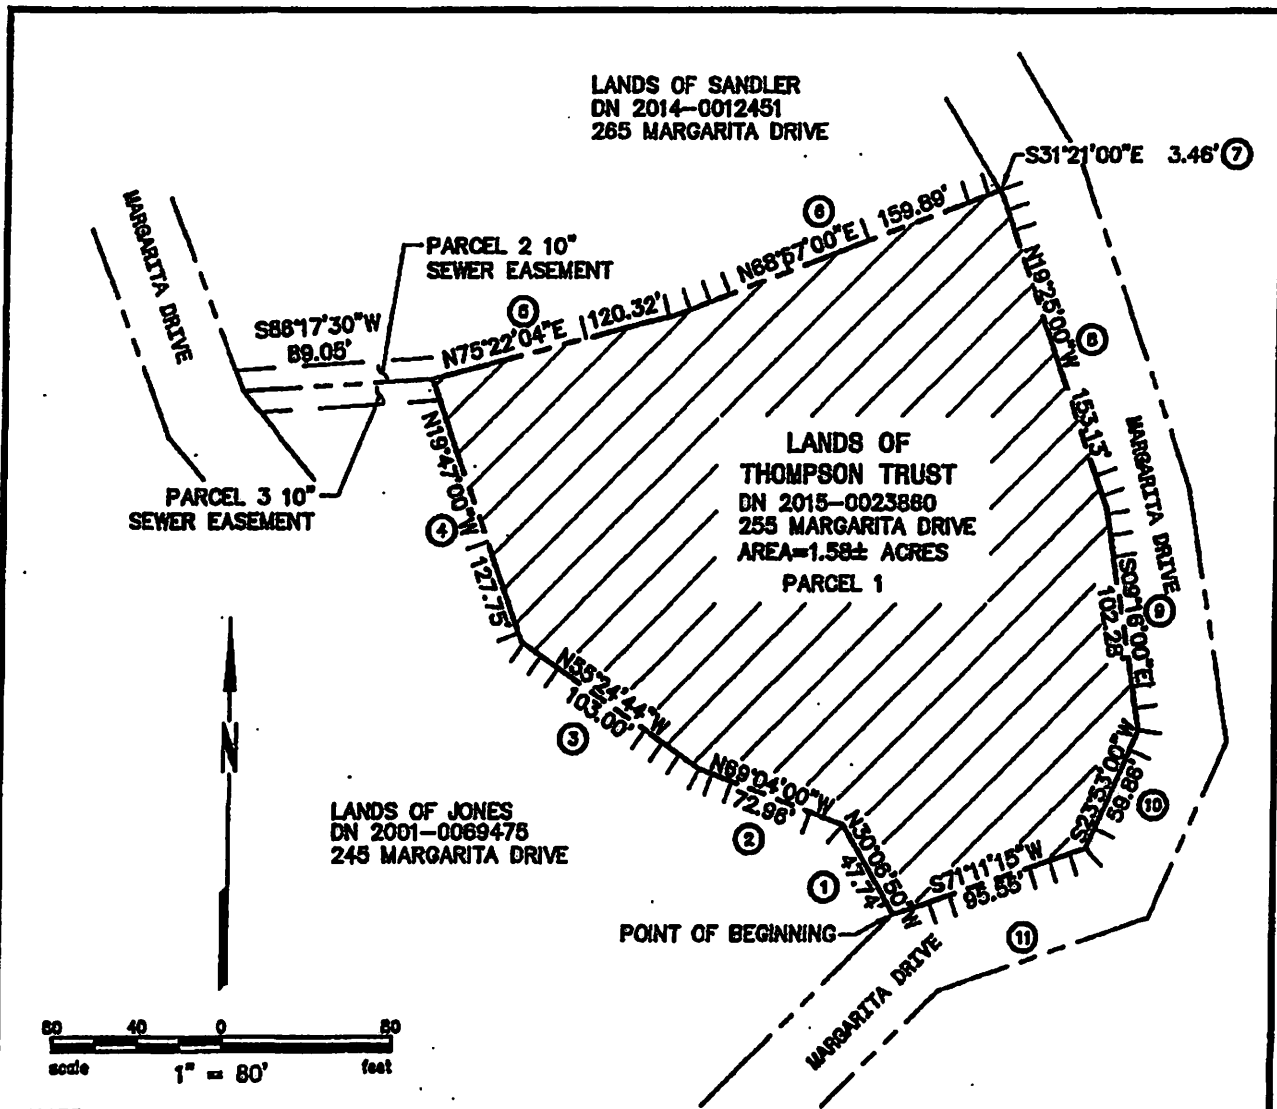 LANDS OF SANDLER
DN 2014-0012451
265 MARGARITA DRIVE
S31°21'00"E 3.46' 7
MARGARITA DRIVE
PARCEL 2 10"
SEWER EASEMENT
S86°17'30"W
89.05'
PARCEL 3 10"
SEWER EASEMENT
5
N75°22'04"E 120.32'
6
N68°57'00"E 159.89'
N19°25'00"W 153.13'
8
MARGARITA DRIVE
N19°47'00"W 127.75'
4
LANDS OF
THOMPSON TRUST
DN 2015-0023860
255 MARGARITA DRIVE
AREA=1.58± ACRES
PARCEL 1
S09°16'00"E
102.28'
9
N55°24'44"W
103.00'
3
N69°04'00"W
72.96'
2
N30°06'50"W
47.74'
1
S71°11'15"W
95.55'
11
S23°53'00"W
59.86'
10
N
LANDS OF JONES
DN 2001-0069475
245 MARGARITA DRIVE
POINT OF BEGINNING
MARGARITA DRIVE
80 40 0 80
scale 1" = 80' feet